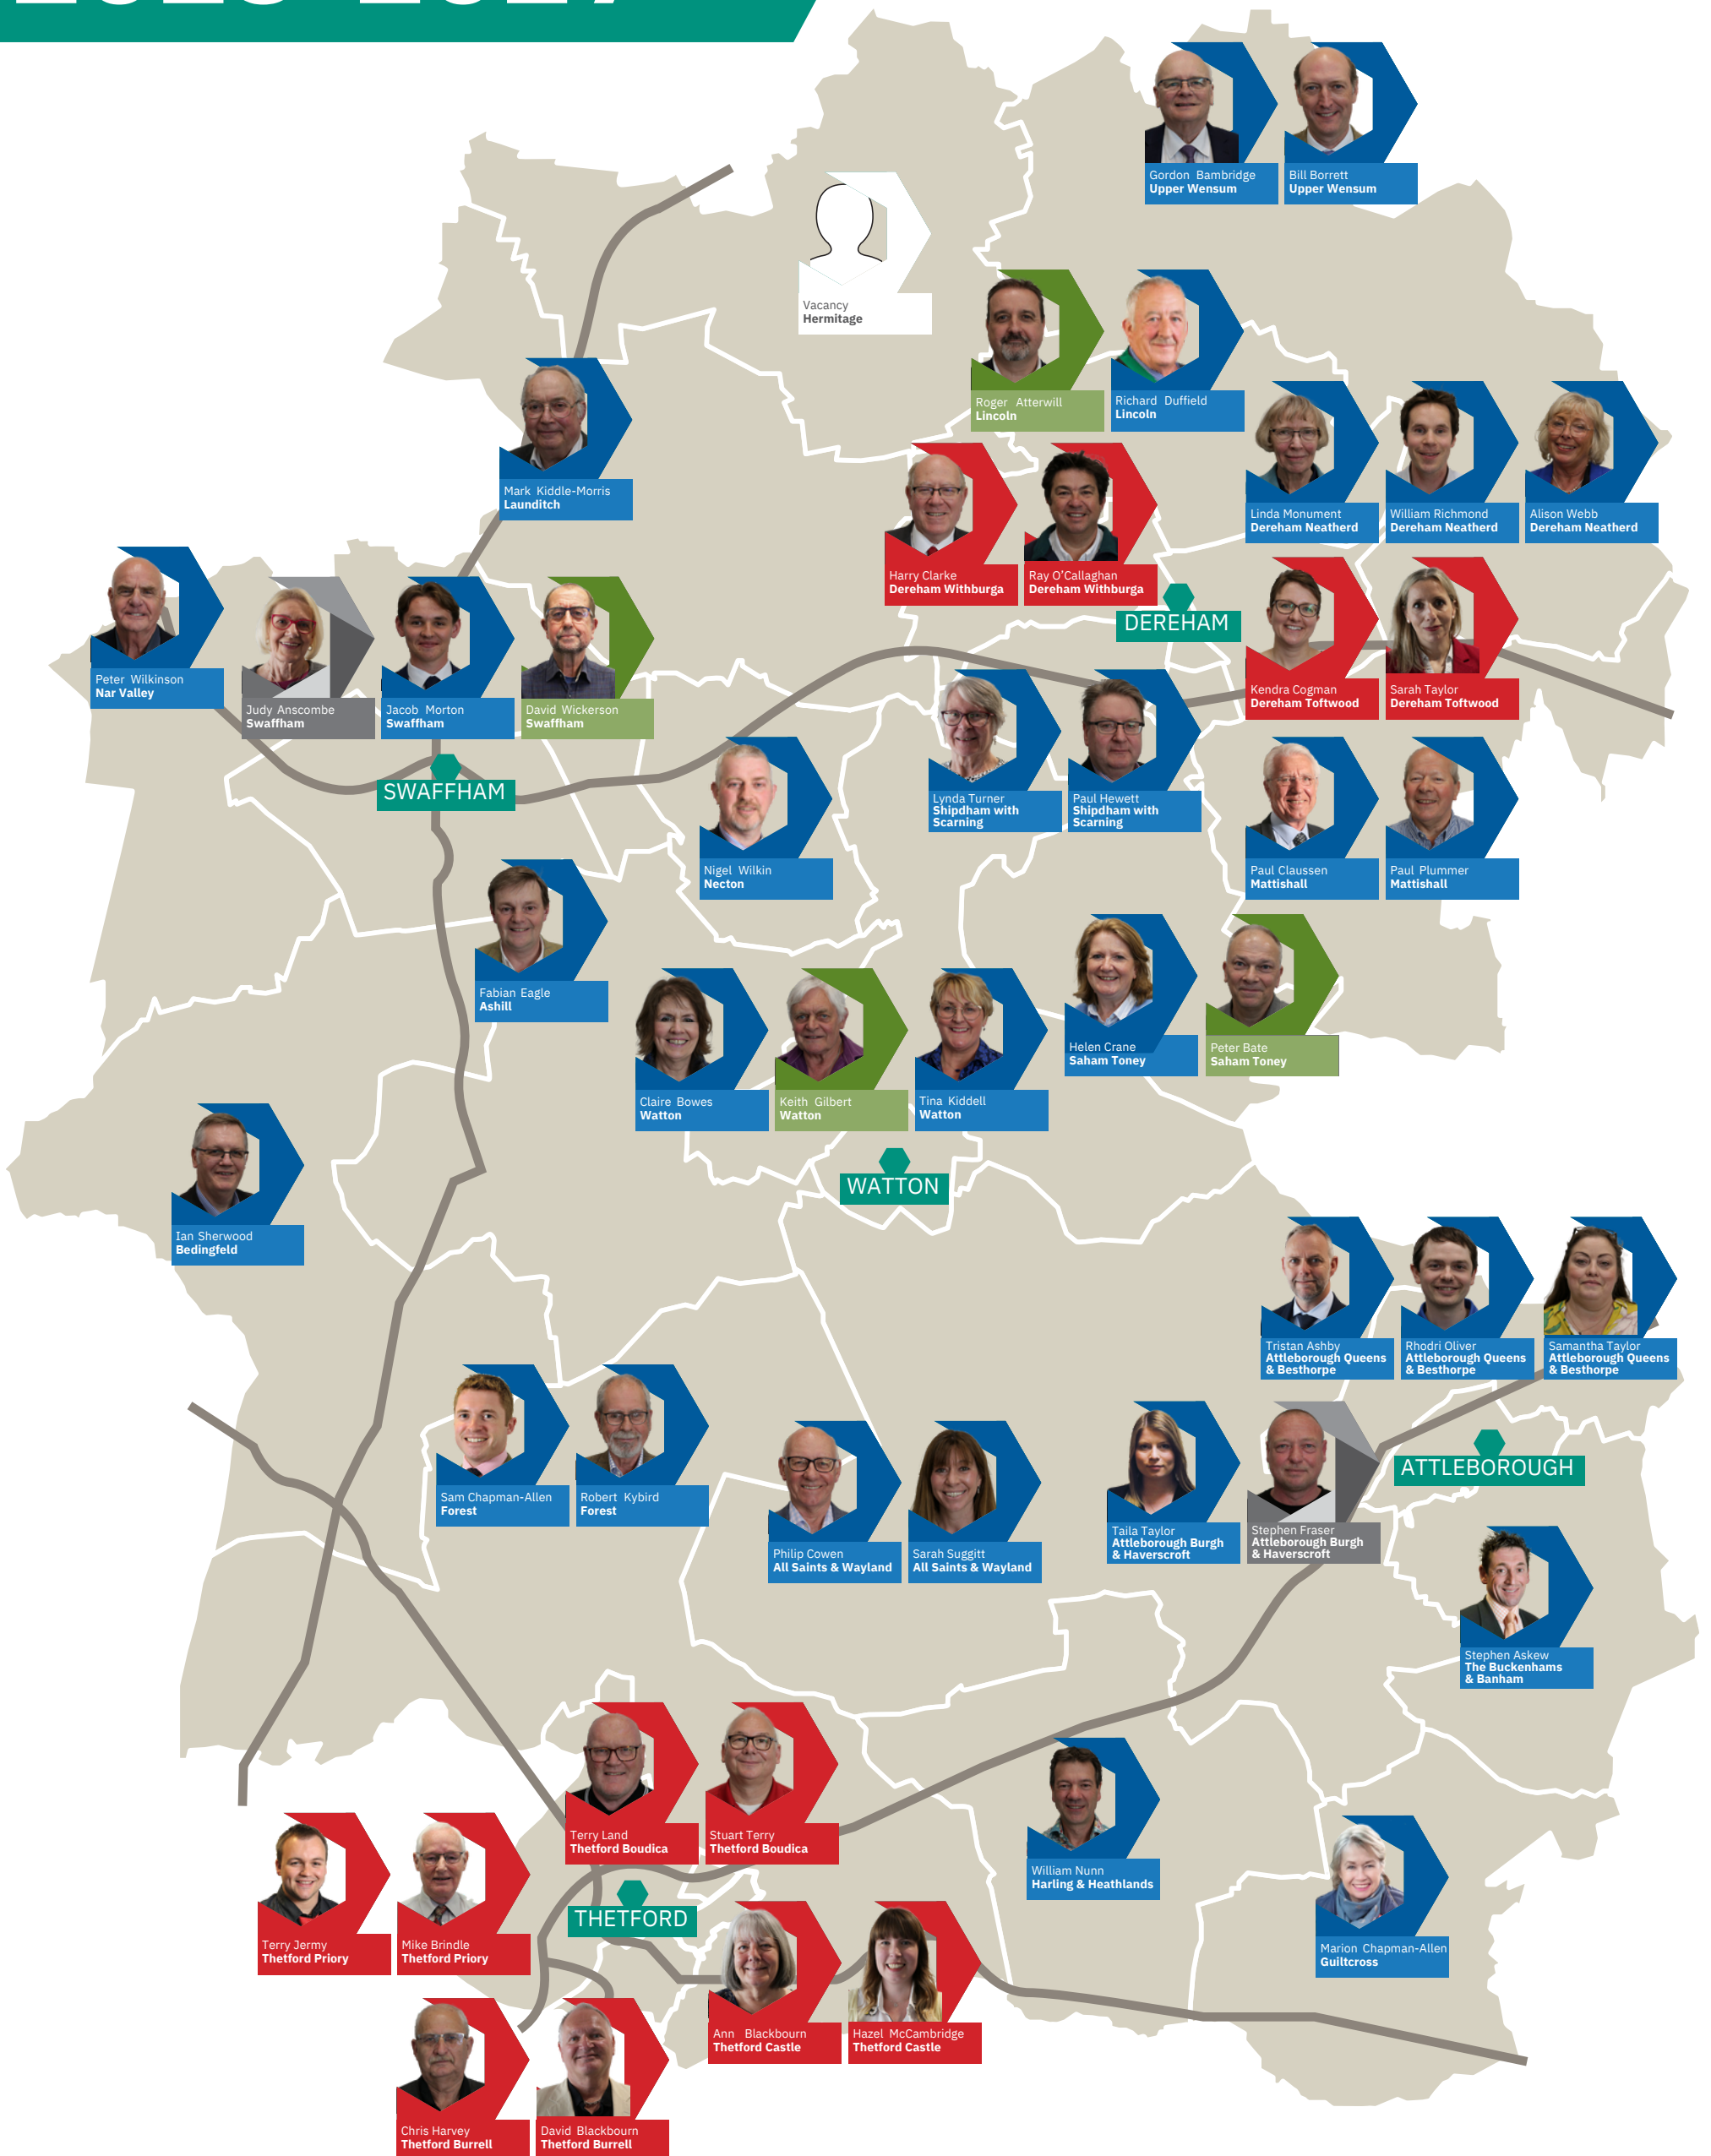 2023-2027
Gordon Bambridge
Upper Wensum
Bill Borrett
Upper Wensum
Vacancy
Hermitage
Roger Atterwill
Lincoln
Richard Duffield
Lincoln
Mark Kiddle-Morris
Launditch
Linda Monument
Dereham Neatherd
William Richmond
Dereham Neatherd
Alison Webb
Dereham Neatherd
Harry Clarke
Dereham Withburga
Ray O'Callaghan
Dereham Withburga
DEREHAM
Peter Wilkinson
Nar Valley
Judy Anscombe
Swaffham
Jacob Morton
Swaffham
David Wickerson
Swaffham
Kendra Cogman
Dereham Toftwood
Sarah Taylor
Dereham Toftwood
SWAFFHAM
Lynda Turner
Shipdham with
Scarning
Paul Hewett
Shipdham with
Scarning
Nigel Wilkin
Necton
Paul Claussen
Mattishall
Paul Plummer
Mattishall
Fabian Eagle
Ashill
Helen Crane
Saham Toney
Peter Bate
Saham Toney
Claire Bowes
Watton
Keith Gilbert
Watton
Tina Kiddell
Watton
WATTON
Ian Sherwood
Bedingfeld
Tristan Ashby
Attleborough Queens
& Besthorpe
Rhodri Oliver
Attleborough Queens
& Besthorpe
Samantha Taylor
Attleborough Queens
& Besthorpe
ATTLEBOROUGH
Sam Chapman-Allen
Forest
Robert Kybird
Forest
Philip Cowen
All Saints & Wayland
Sarah Suggitt
All Saints & Wayland
Taila Taylor
Attleborough Burgh
& Haverscroft
Stephen Fraser
Attleborough Burgh
& Haverscroft
Stephen Askew
The Buckenhams
& Banham
Terry Land
Thetford Boudica
Stuart Terry
Thetford Boudica
William Nunn
Harling & Heathlands
THETFORD
Terry Jermy
Thetford Priory
Mike Brindle
Thetford Priory
Marion Chapman-Allen
Guiltcross
Ann Blackbourn
Thetford Castle
Hazel McCambridge
Thetford Castle
Chris Harvey
Thetford Burrell
David Blackbourn
Thetford Burrell